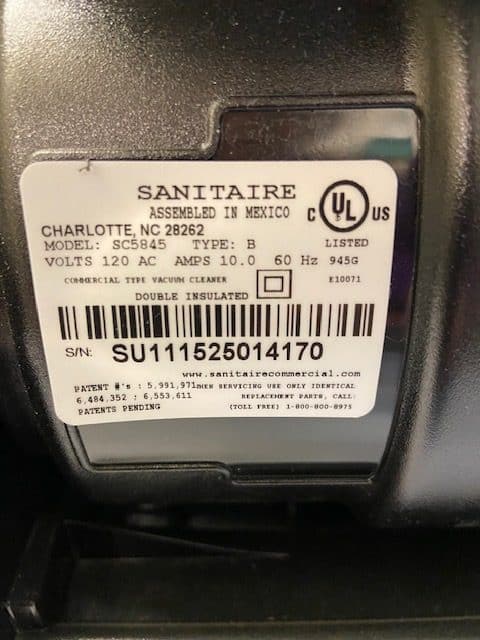 SANITAIRE
ASSEMBLED IN MEXICO
C UL US
CHARLOTTE, NC 28262
LISTED
MODEL: SC5845 TYPE: B
945G
VOLTS 120 AC AMPS 10.0 60 Hz
E10071
COMMERCIAL TYPE VACUUM CLEANER
DOUBLE INSULATED
S/N: SU111525014170
www.sanitairecommercial.com
PATENT #'s : 5,991,971
6,484,352 ; 6,553,611
PATENTS PENDING
HEN SERVICING USE ONLY IDENTICAL
REPLACEMENT PARTS, CALL:
(TOLL FREE) 1-800-800-8975